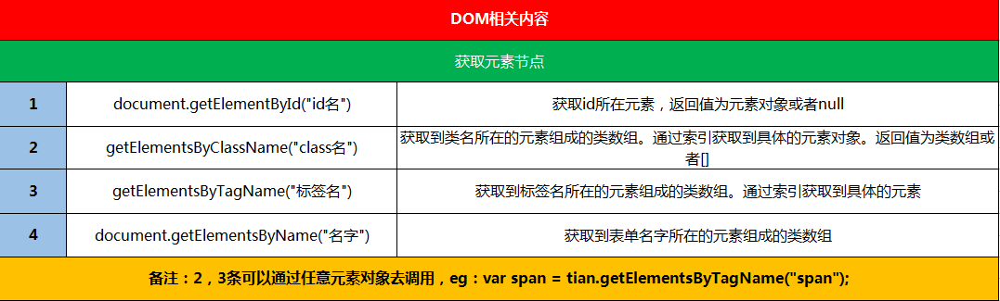 DOM相关内容
获取元素节点
1
document.getElementById("id名")
获取id所在元素，返回值为元素对象或者null
2
getElementsByClassName("class名")
获取到类名所在的元素组成的类数组。通过索引获取到具体的元素对象。返回值为类数组或
者[]
3
getElementsByTagName("标签名")
获取到标签名所在的元素组成的类数组。通过索引获取到具体的元素
4
document.getElementsByName("名字")
获取到表单名字所在的元素组成的类数组
备注：2，3条可以通过任意元素对象去调用，eg：var span = tian.getElementsByTagName("span");